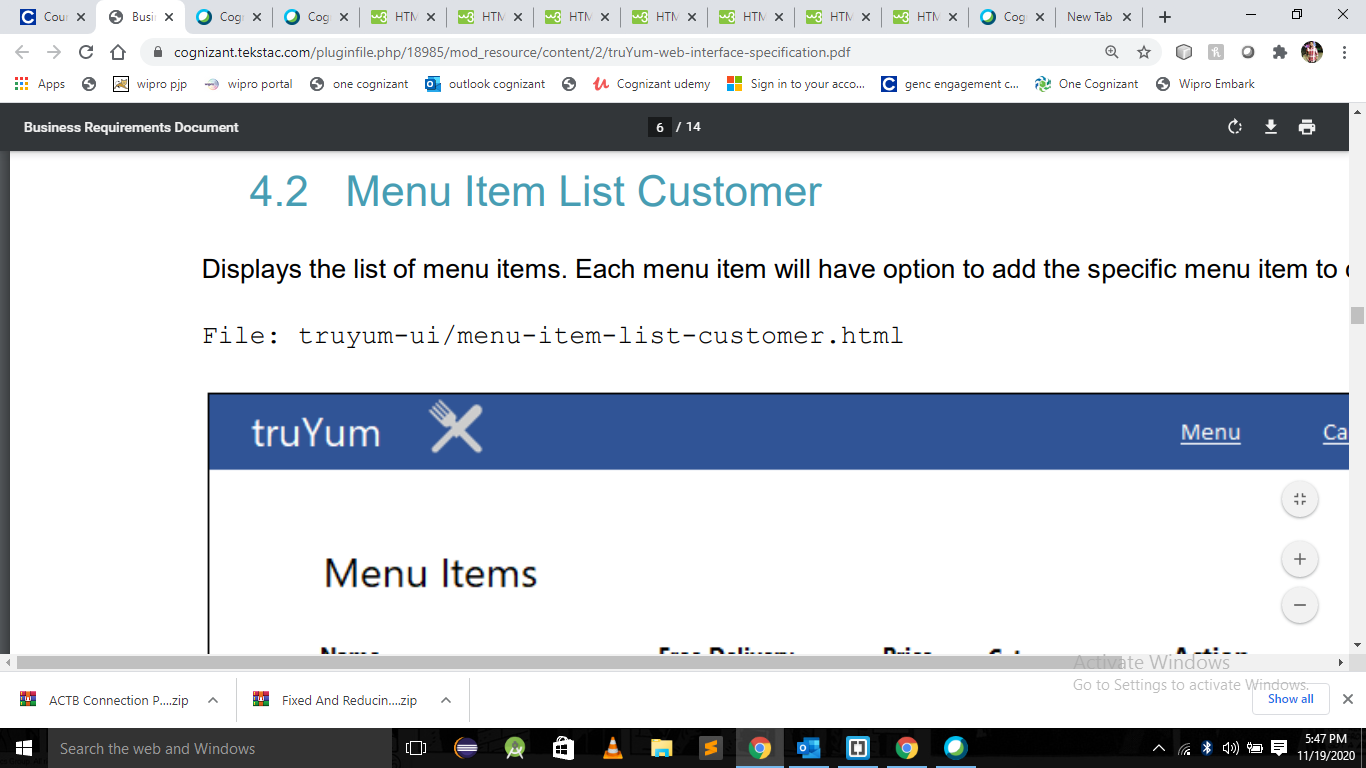 Cou
Busi
Cog
Cog
HTM
HTM
HTM
HTM
HTM
HTM
HTM
Cog
New Tab
cognizant.tekstac.com/pluginfile.php/18985/mod_resource/content/2/truYum-web-interface-specification.pdf
Apps
wipro pjp
wipro portal
one cognizant
outlook cognizant
Cognizant udemy
Sign in to your acco...
genc engagement c...
One Cognizant
Wipro Embark
Business Requirements Document
6 / 14
4.2 Menu Item List Customer
Displays the list of menu items. Each menu item will have option to add the specific menu item to
File: truyum-ui/menu-item-list-customer.html
truYum
Menu
Ca
Menu Items
Name Free Delivery Price Action
Activate Windows
Go to Settings to activate Windows.
ACTB Connection P....zip
Fixed And Reducin....zip
Show all
Search the web and Windows
5:47 PM
11/19/2020